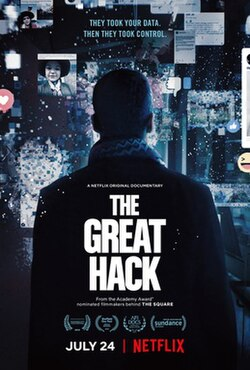 THEY TOOK YOUR DATA.
THEN THEY TOOK CONTROL.
A NETFLIX ORIGINAL DOCUMENTARY
THE
GREAT
HACK
From the Academy Award®
nominated filmmakers behind THE SQUARE
sundance
JULY 24 | NETFLIX